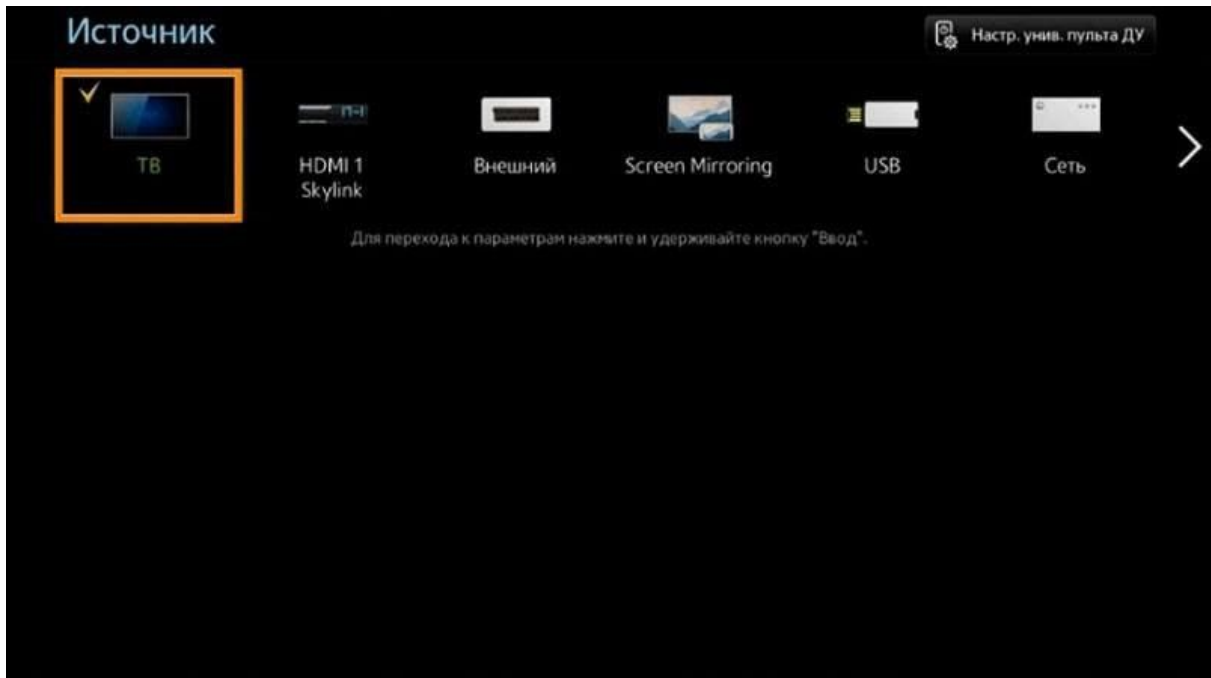 Источник
Настр. унив. пульта ДУ
ТВ
HDMI 1
Skylink
Внешний
Screen Mirroring
USB
Сеть
Для перехода к параметрам нажмите и удерживайте кнопку "Ввод".